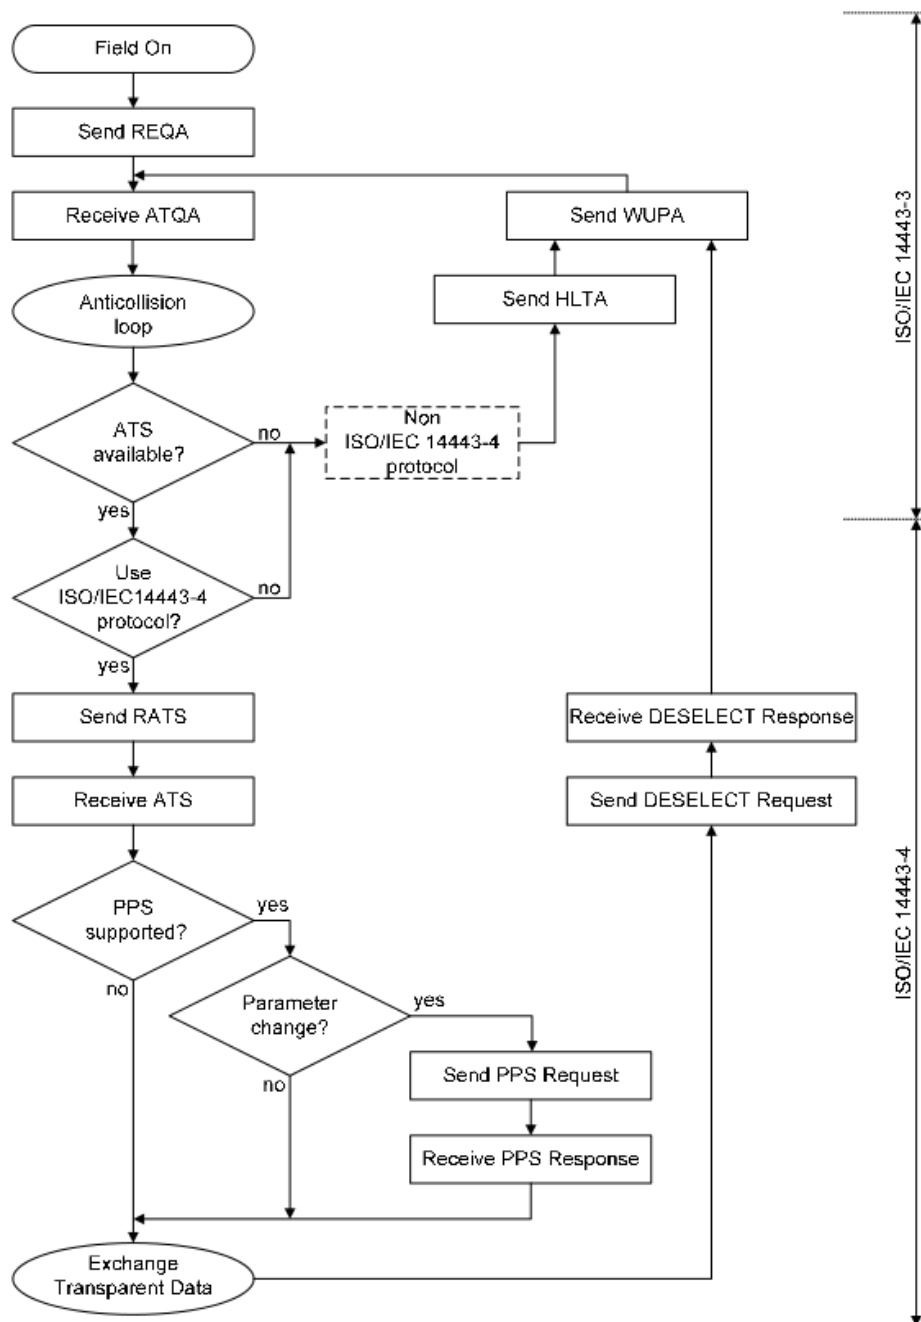 Field On
Send REQA
Receive ATQA
Send WUPA
Send HLTA
Anticollision
loop
ATS
available?
no
Non
ISO/IEC 14443-4
protocol
yes
Use
ISO/IEC14443-4
protocol?
no
yes
Send RATS
Receive ATS
Receive DESELECT Response
Send DESELECT Request
PPS
supported?
yes
no
Parameter
change?
yes
no
Send PPS Request
Receive PPS Response
Exchange
Transparent Data
ISO/IEC 14443-3
ISO/IEC 14443-4